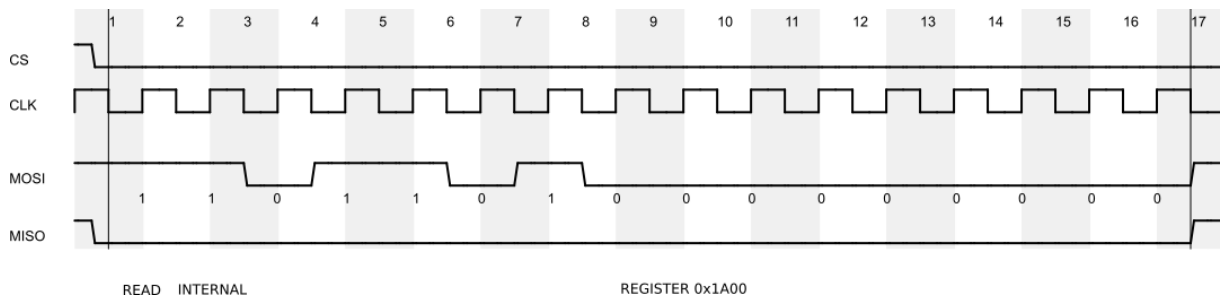 1 2 3 4 5 6 7 8 9 10 11 12 13 14 15 16 17
CS
CLK
MOSI
1 1 0 1 1 0 1 0 0 0 0 0 0 0 0 0
MISO
READ INTERNAL REGISTER 0x1A00